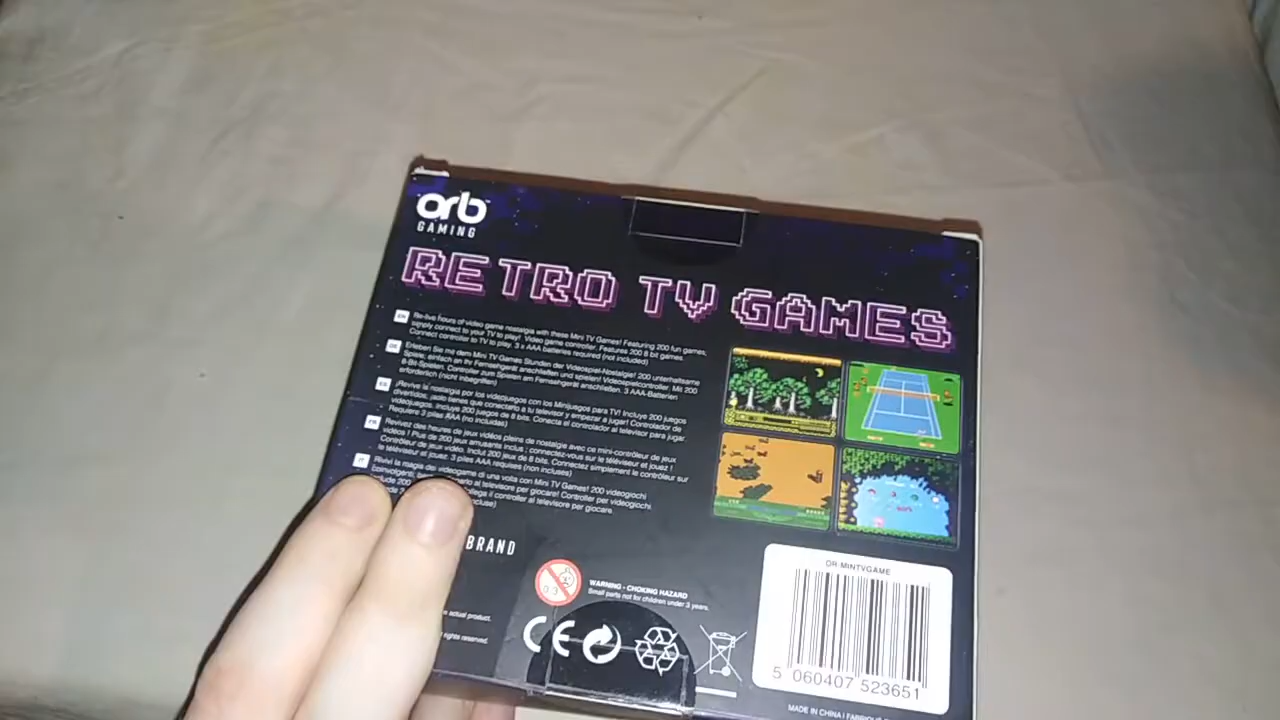 orb
GAMING
RETRO TV GAMES
EN Re-live hours of video game nostalgia with these Mini TV Games! Featuring 200 fun games,
simply connect to your TV to play! Video game controller. Features 200 8 bit games.
Connect controller to TV to play. 3 x AAA batteries required (not included)
DE Erleben Sie mit dem Mini TV Games Stunden der Videospiel-Nostalgie! 200 unterhaltsame
Spiele; einfach an Ihr Fernsehgerät anschließen und spielen! Videospielcontroller. Mit 200
8-Bit-Spielen. Controller zum Spielen am Fernsehgerät anschließen. 3 AAA-Batterien
erforderlich (nicht inbegriffen)
ES ¡Revive la nostalgia por los videojuegos con los Minijuegos para TV! Incluye 200 juegos
divertidos, ¡solo tienes que conectarlo a tu televisor y empezar a jugar! Controlador de
videojuegos. Incluye 200 juegos de 8 bits. Conecta el controlador al televisor para jugar.
Requiere 3 pilas AAA (no incluidas)
FR Revivez des heures de jeux vidéos pleins de nostalgie avec ce mini-contrôleur de jeux
vidéos ! Plus de 200 jeux amusants inclus ; connectez-vous sur le téléviseur et jouez !
Contrôleur de jeux vidéo. Inclut 200 jeux de 8 bits. Connectez simplement le contrôleur sur
le téléviseur et jouez. 3 piles AAA requises (non incluses)
IT Rivivi la magia dei videogame di una volta con Mini TV Games! 200 videogiochi
coinvolgenti, al televisore per giocare! Controller per videogiochi.
200 collega il controller al televisore per giocare.
BRAND
0-3
WARNING - CHOKING HAZARD
Small parts not for children under 3 years.
actual product.
rights reserved.
CE
OR-MINTVGAME
5 060407 523651
MADE IN CHINA